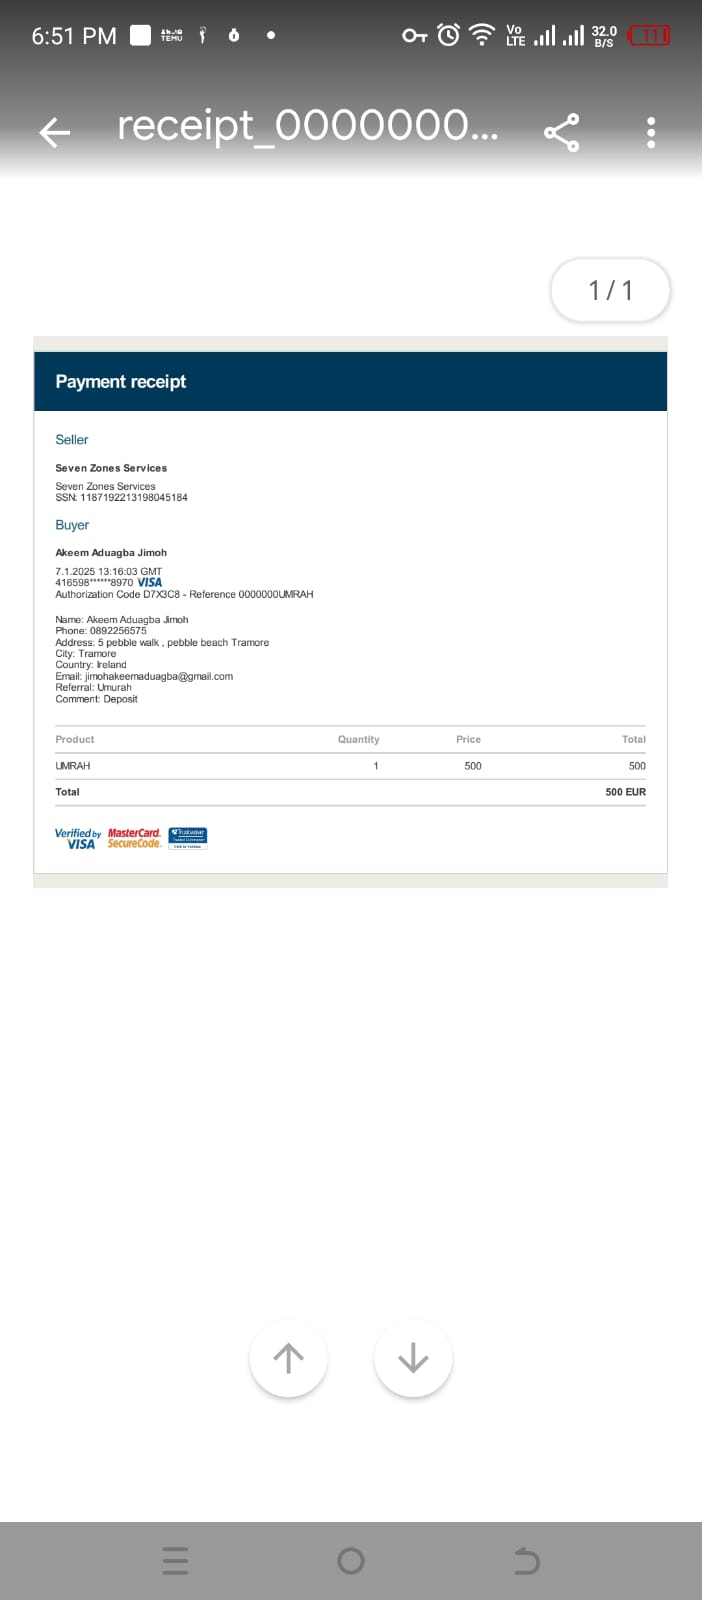 6:51 PM
TEMU
Vo
LTE
32.0
B/S
11
receipt_0000000...
1/1
Payment receipt
Seller
Seven Zones Services
Seven Zones Services
SSN: 1187192213198045184
Buyer
Akeem Aduagba Jimoh
7.1.2025 13:16:03 GMT
416598******8970 VISA
Authorization Code D7X3C8 - Reference 0000000UMRAH
Name: Akeem Aduagba Jimoh
Phone: 0892256575
Address: 5 pebble walk , pebble beach Tramore
City: Tramore
Country: Ireland
Email: jimohakeemaduagba@gmail.com
Referral: Umurah
Comment: Deposit
Product Quantity Price Total
UMRAH 1 500 500
Total 500 EUR
Verified by VISA
MasterCard. SecureCode.
Trustwave